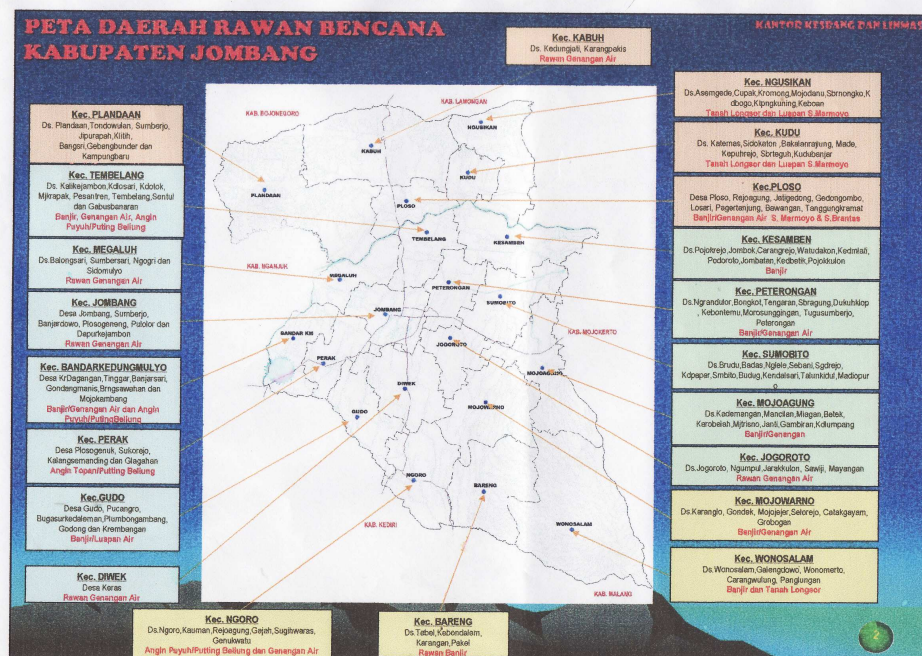 PETA DAERAH RAWAN BENCANA
KABUPATEN JOMBANG
KANTOR KESBANG DAN LINMAS
Kec. KABUH
Ds. Kedungjati, Karangpakis
Rawan Genangan Air
Kec. PLANDAAN
Ds. Plandaan,Tondowulan, Sumberjo,
Jipurapah, Klitih,
Bangsri,Gebangbunder dan
Kampungbaru
Kec. TEMBELANG
Ds. Kalikejambon,Kdlosari, Kdotok,
Mjkrapak, Pesantren, Tembelang,Sentul
dan Gabusbanaran
Banjir, Genangan Air, Angin
Puyuh/Puting Beliung
Kec. MEGALUH
Ds.Balongsari, Sumbersari, Ngogri dan
Sidomulyo
Rawan Genangan Air
Kec. JOMBANG
Desa Jombang, Sumberjo,
Banjardowo, Plosogeneng, Pulolor dan
Dapurkejambon
Rawan Genangan Air
Kec. BANDARKEDUNGMULYO
Desa KrDagangan,Tinggar,Banjarsari,
Gondangmanis,Brngsawahan dan
Mojokambang
Banjir/Genangan Air dan Angin
Puyuh/PutingBeliung
Kec. PERAK
Desa Plosogenuk, Sukorejo,
Kalangsemanding dan Glagahan
Angin Topan/Putting Beliung
Kec.GUDO
Desa Gudo, Pucangro,
Bugasurkedaleman,Plumbongambang,
Godong dan Krembangan
Banjir/Luapan Air
Kec. DIWEK
Desa Keras
Rawan Genangan Air
Kec. NGORO
Ds.Ngoro,Kauman,Rejoagung,Gajah,Sugihwaras,
Genukwatu
Angin Puyuh/Putting Beliung dan Genangan Air
Kec. BARENG
Ds.Tebel,Kebondalem,
Karangan,Pakel
Rawan Banjir
Kec. NGUSIKAN
Ds.Asemgede,Cupak,Kromong,Mojodanu,Sbrnongko,K
dbogo,Klpngkuning,Keboan
Tanah Longsor dan Luapan S.Marmoyo
Kec. KUDU
Ds. Katemas, Sidokaton ,Bakalanrajiung, Made,
Keputrejo, Sbrteguh,Kudubanjar
Tanah Longsor dan Luapan S.Marmoyo
Kec.PLOSO
Desa Ploso, Rejoagung, Jatigedong, Gedongombo,
Losari, Pagertanjung, Bawangan, Tanggungkramat
Banjir/Genangan Air S. Marmoyo & S.Brantas
Kec. KESAMBEN
Ds.Pojokrejo,Jombok,Carangrejo,Watudakon,Kedmlati,
Podoroto,Jombatan,Kedbetik,Pojokkulon
Banjir
Kec. PETERONGAN
Ds.Ngrandulor,Bongkot,Tengaran,Sbragung,Dukuhklop
, Kebontemu,Morosunggingan, Tugusumberjo,
Peterongan
Banjir/Genangan Air
Kec. SUMOBITO
Ds.Brudu,Badas,Nglele,Sebani,Sgdrejo,
Kdpaper,Smbito,Budug,Kendalsari,Talunkidul,Madiopur
o
Kec. MOJOAGUNG
Ds.Kademangan,Mancilan,Miagan,Betek,
Karobelah,Mjtrisno,Janti,Gambiran,Kdlumpang
Banjir/Genangan
Kec. JOGOROTO
Ds.Jogoroto, Ngumpul,Jarakkulon, Sawiji, Mayangan
Rawan Genangan Air
Kec. MOJOWARNO
Ds.Karanglo, Gondek, Mojojejer,Selorejo, Catakgayam,
Grobogan
Banjir/Genangan Air
Kec. WONOSALAM
Ds.Wonosalam,Galengdowo, Wonomerto,
Carangwulung, Panglungan
Banjir dan Tanah Longsor
KAB. BOJONEGORO
KAB. LAMONGAN
NGUSIKAN
KABUH
KUDU
PLANDAAN
PLOSO
TEMBELANG
KESAMBEN
KAB. NGANJUK
MEGALUH
PETERONGAN
SUMOBITO
JOMBANG
KAB. MOJOKERTO
BANDAR KM
JOGOROTO
PERAK
MOJOAGUNG
DIWEK
MOJOWARNO
GUDO
NGORO
BARENG
KAB. KEDIRI
WONOSALAM
KAB. MALANG
2